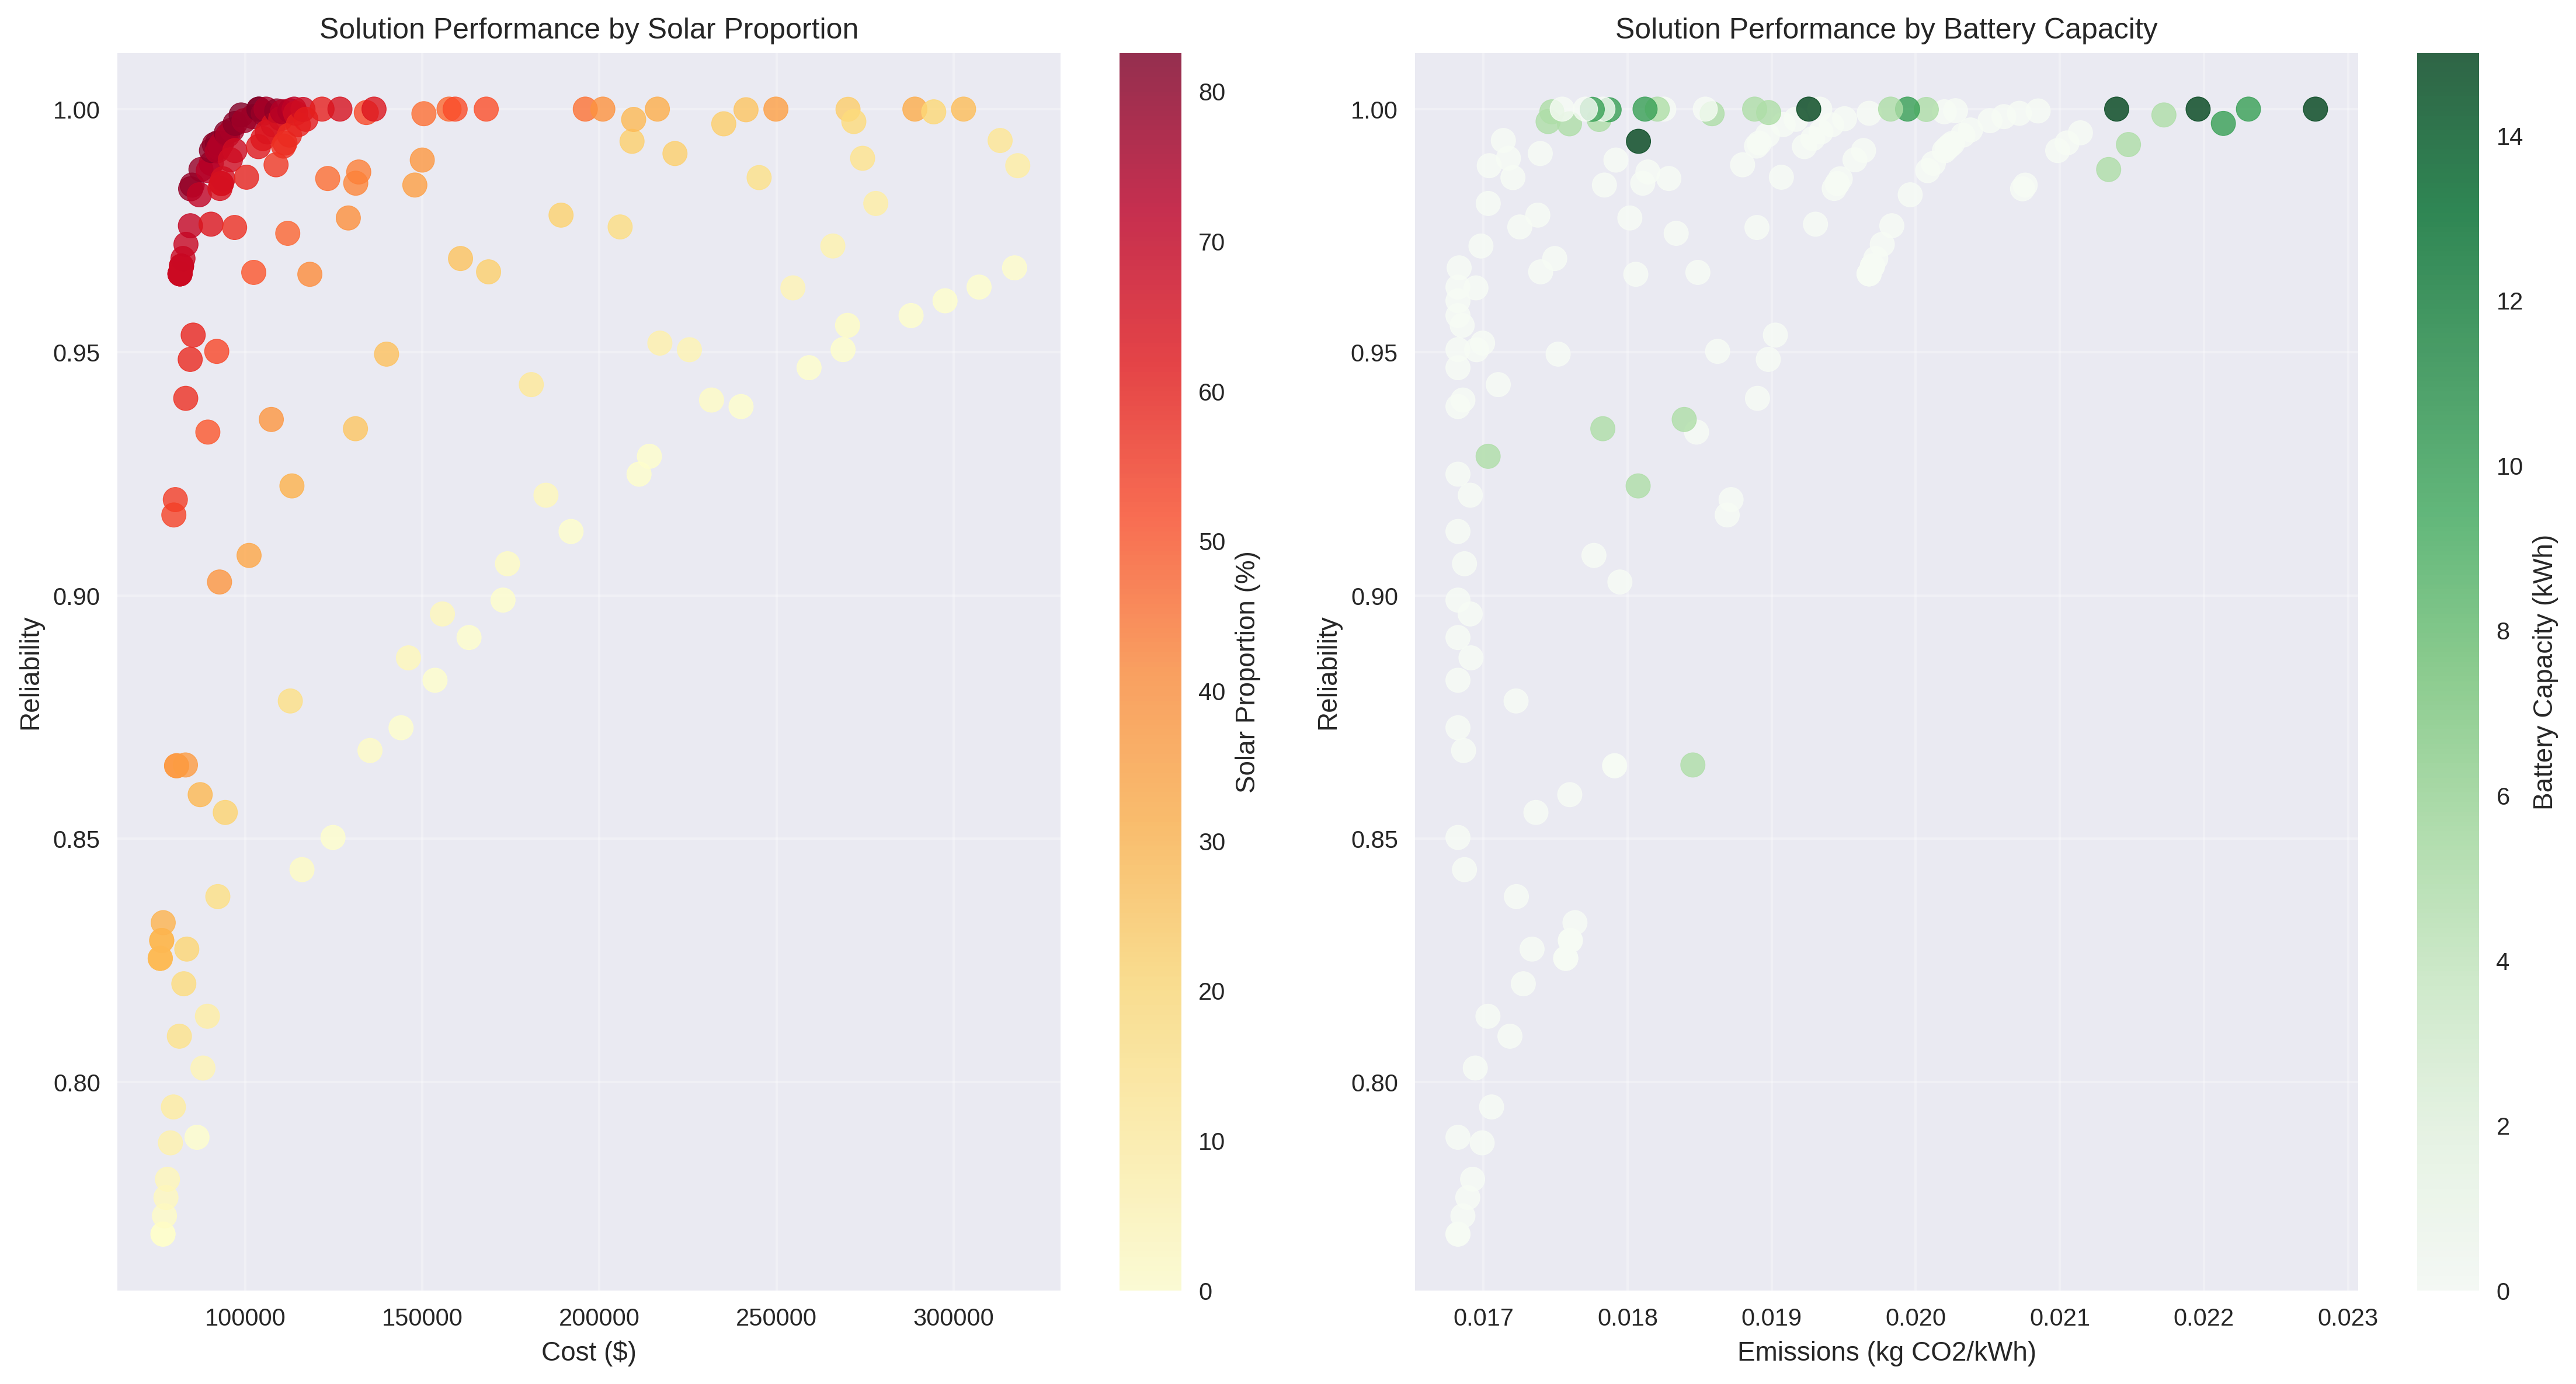 Solution Performance by Solar Proportion
1.00
0.95
0.90
0.85
0.80
Reliability
100000 150000 200000 250000 300000
Cost ($)
80
70
60
50
40
30
20
10
0
Solar Proportion (%)
Solution Performance by Battery Capacity
1.00
0.95
0.90
0.85
0.80
Reliability
0.017 0.018 0.019 0.020 0.021 0.022 0.023
Emissions (kg CO2/kWh)
14
12
10
8
6
4
2
0
Battery Capacity (kWh)